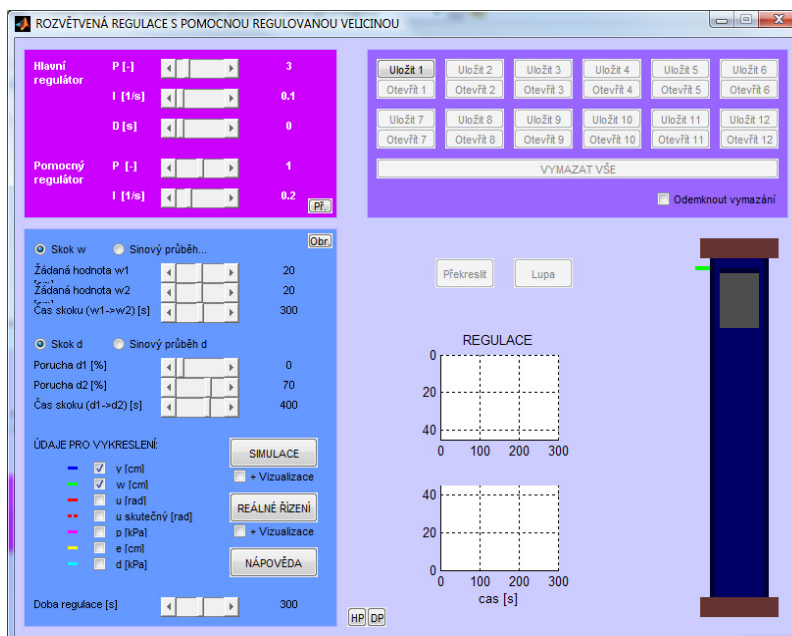 ROZVĚTVENÁ REGULACE S POMOCNOU REGULOVANOU VELICINOU
Hlavní regulátor
P [-] 3
I [1/s] 0.1
D [s] 0
Pomocný regulátor
P [-] 1
I [1/s] 0.2
Př.
Uložit 1 Uložit 2 Uložit 3 Uložit 4 Uložit 5 Uložit 6
Otevřít 1 Otevřít 2 Otevřít 3 Otevřít 4 Otevřít 5 Otevřít 6
Uložit 7 Uložit 8 Uložit 9 Uložit 10 Uložit 11 Uložit 12
Otevřít 7 Otevřít 8 Otevřít 9 Otevřít 10 Otevřít 11 Otevřít 12
VYMAZAT VŠE
Odemknout vymazání
Obr.
Skok w Sinový průběh...
Žádaná hodnota w1 20
Žádaná hodnota w2 20
Čas skoku (w1->w2) [s] 300
Skok d Sinový průběh d
Porucha d1 [%] 0
Porucha d2 [%] 70
Čas skoku (d1->d2) [s] 400
ÚDAJE PRO VYKRESLENÍ:
y [cm]
w [cm]
u [rad]
u skutečný [rad]
p [kPa]
e [cm]
d [kPa]
SIMULACE
+ Vizualizace
REÁLNÉ ŘÍZENÍ
+ Vizualizace
NÁPOVĚDA
Doba regulace [s] 300
HP DP
Překreslit Lupa
REGULACE
0
20
40
0 100 200 300
40
20
0
0 100 200 300
cas [s]